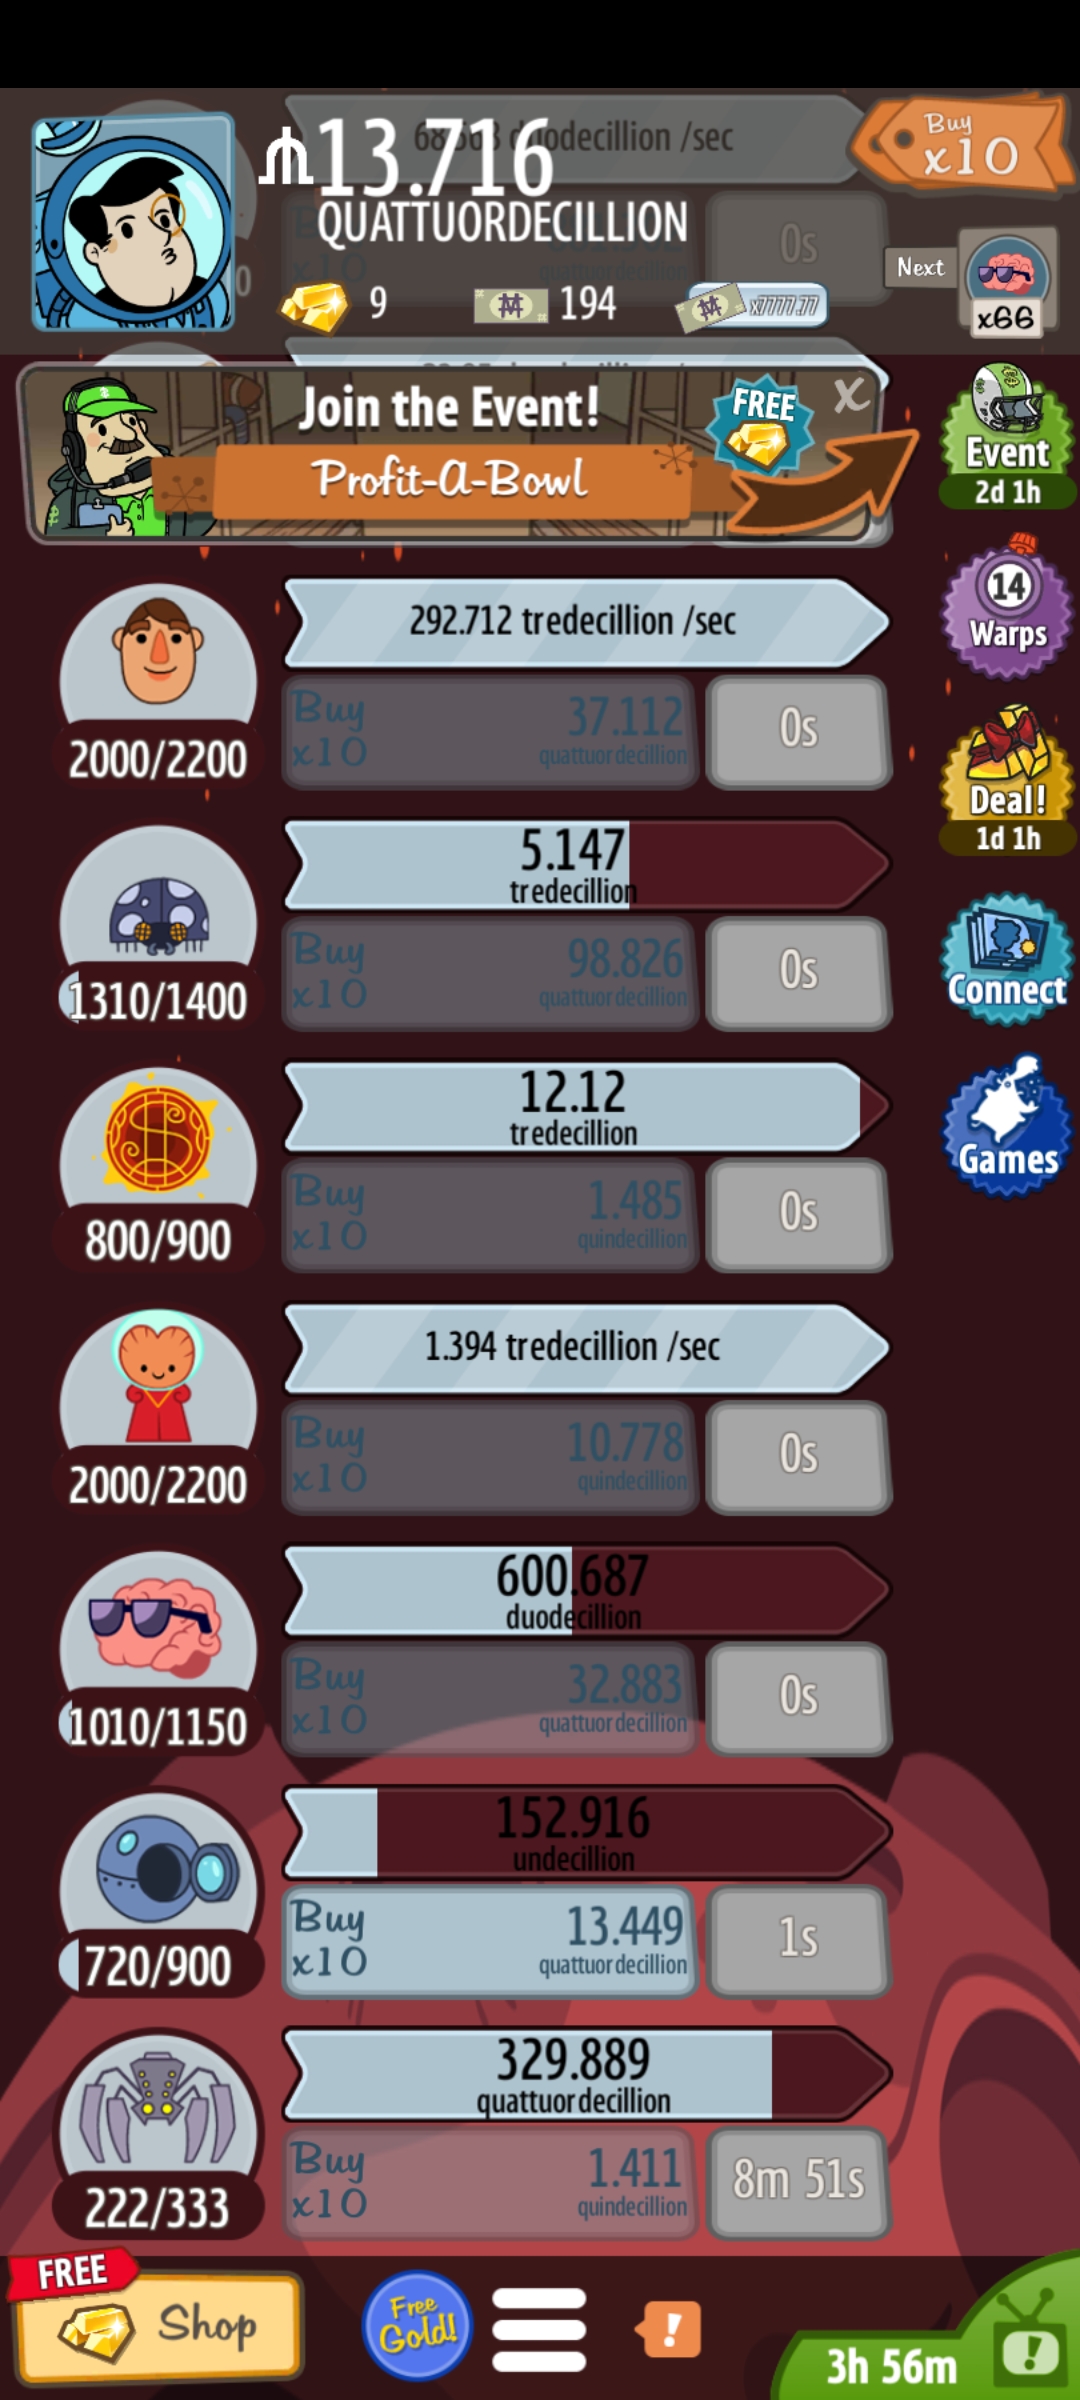 13.716
QUATTUORDECILLION
duodecillion /sec
0s
Buy
x10
9
194
x7777.77
Next
x66
Join the Event!
Profit-A-Bowl
FREE
X
Event
2d 1h
14
Warps
Deal!
1d 1h
Connect
Games
292.712 tredecillion /sec
Buy
x10
37.112
quattuordecillion
0s
2000/2200
5.147
tredecillion
Buy
x10
98.826
quattuordecillion
0s
1310/1400
12.12
tredecillion
Buy
x10
1.485
quindecillion
0s
800/900
1.394 tredecillion /sec
Buy
x10
10.778
quindecillion
0s
2000/2200
600.687
duodecillion
Buy
x10
32.883
quattuordecillion
0s
1010/1150
152.916
undecillion
Buy
x10
13.449
quattuordecillion
1s
720/900
329.889
quattuordecillion
Buy
x10
1.411
quindecillion
8m 51s
222/333
FREE
Shop
Free
Gold!
!
3h 56m
!